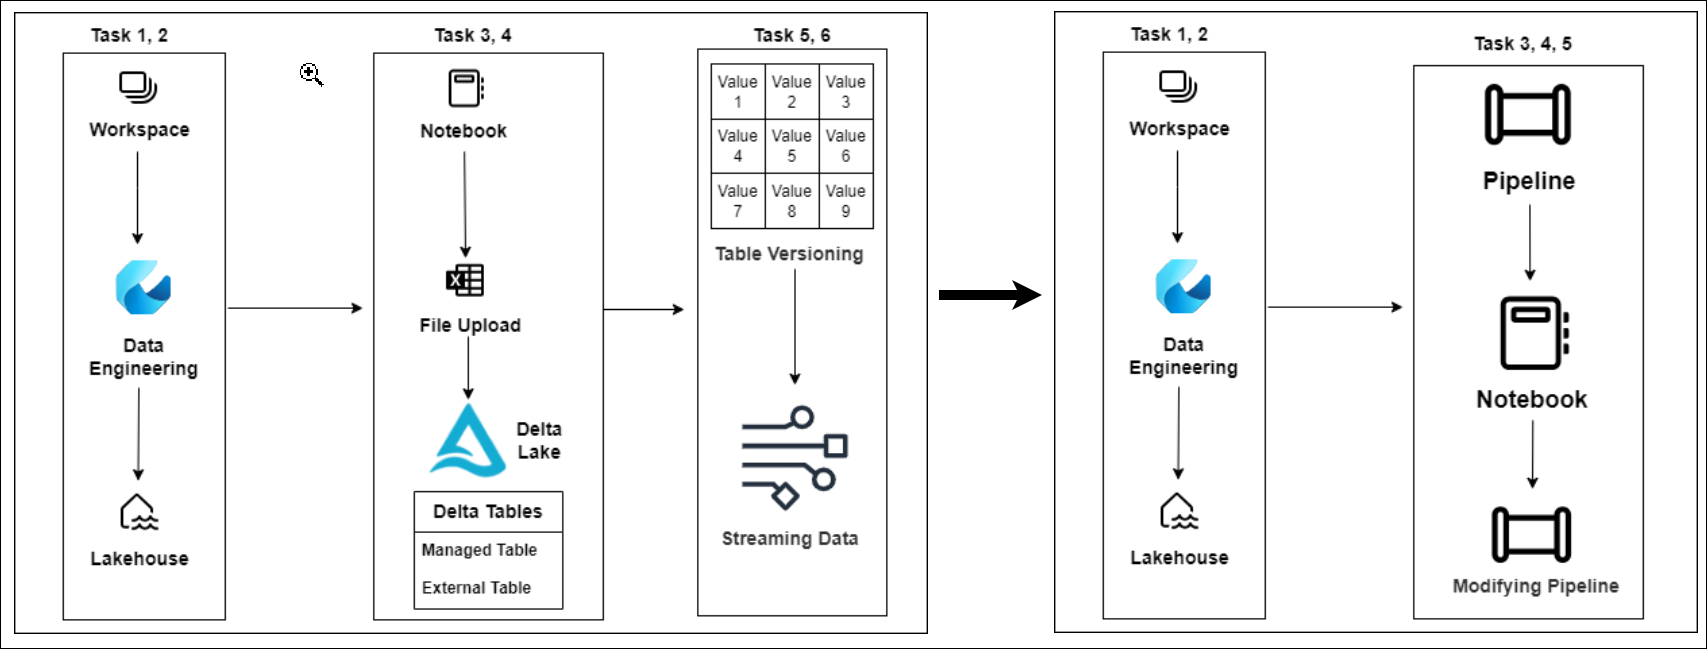 Task 1, 2
Workspace
Data
Engineering
Lakehouse
Task 3, 4
Notebook
X
File Upload
Delta
Lake
Delta Tables
Managed Table
External Table
Task 5, 6
Value Value Value
1 2 3
Value Value Value
4 5 6
Value Value Value
7 8 9
Table Versioning
Streaming Data
Task 1, 2
Workspace
Data
Engineering
Lakehouse
Task 3, 4, 5
Pipeline
Notebook
Modifying Pipeline